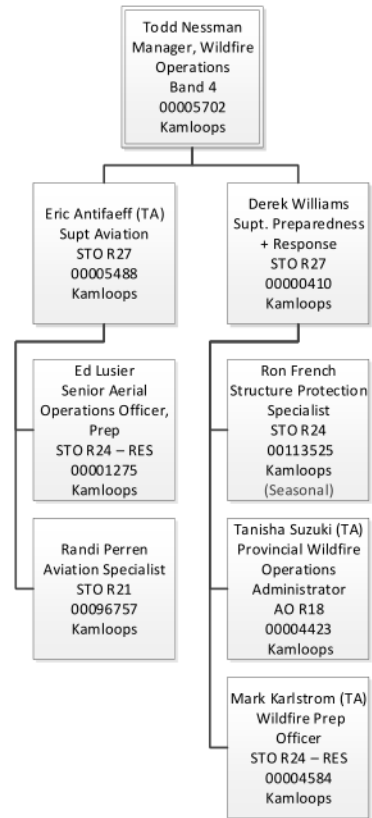 Todd Nessman
Manager, Wildfire
Operations
Band 4
00005702
Kamloops
Eric Antifaeff (TA)
Supt Aviation
STO R27
00005488
Kamloops
Ed Lusier
Senior Aerial
Operations Officer,
Prep
STO R24 – RES
00001275
Kamloops
Randi Perren
Aviation Specialist
STO R21
00096757
Kamloops
Derek Williams
Supt. Preparedness
+ Response
STO R27
00000410
Kamloops
Ron French
Structure Protection
Specialist
STO R24
00113525
Kamloops
(Seasonal)
Tanisha Suzuki (TA)
Provincial Wildfire
Operations
Administrator
AO R18
00004423
Kamloops
Mark Karlstrom (TA)
Wildfire Prep
Officer
STO R24 – RES
00004584
Kamloops